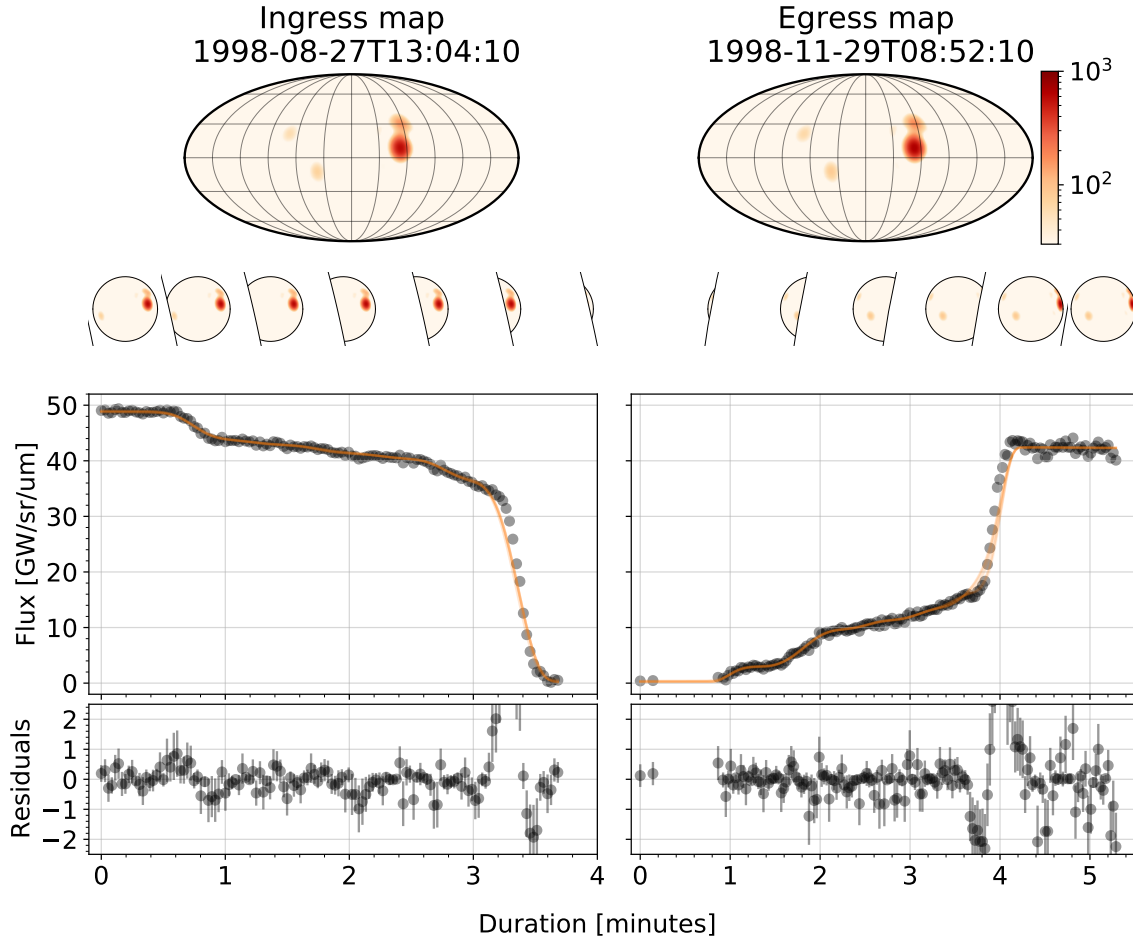 Ingress map
1998-08-27T13:04:10
Egress map
1998-11-29T08:52:10
10³
10²
Flux [GW/sr/um]
50
40
30
20
10
0
Residuals
2
1
0
−1
−2
0 1 2 3 4
0 1 2 3 4 5
Duration [minutes]